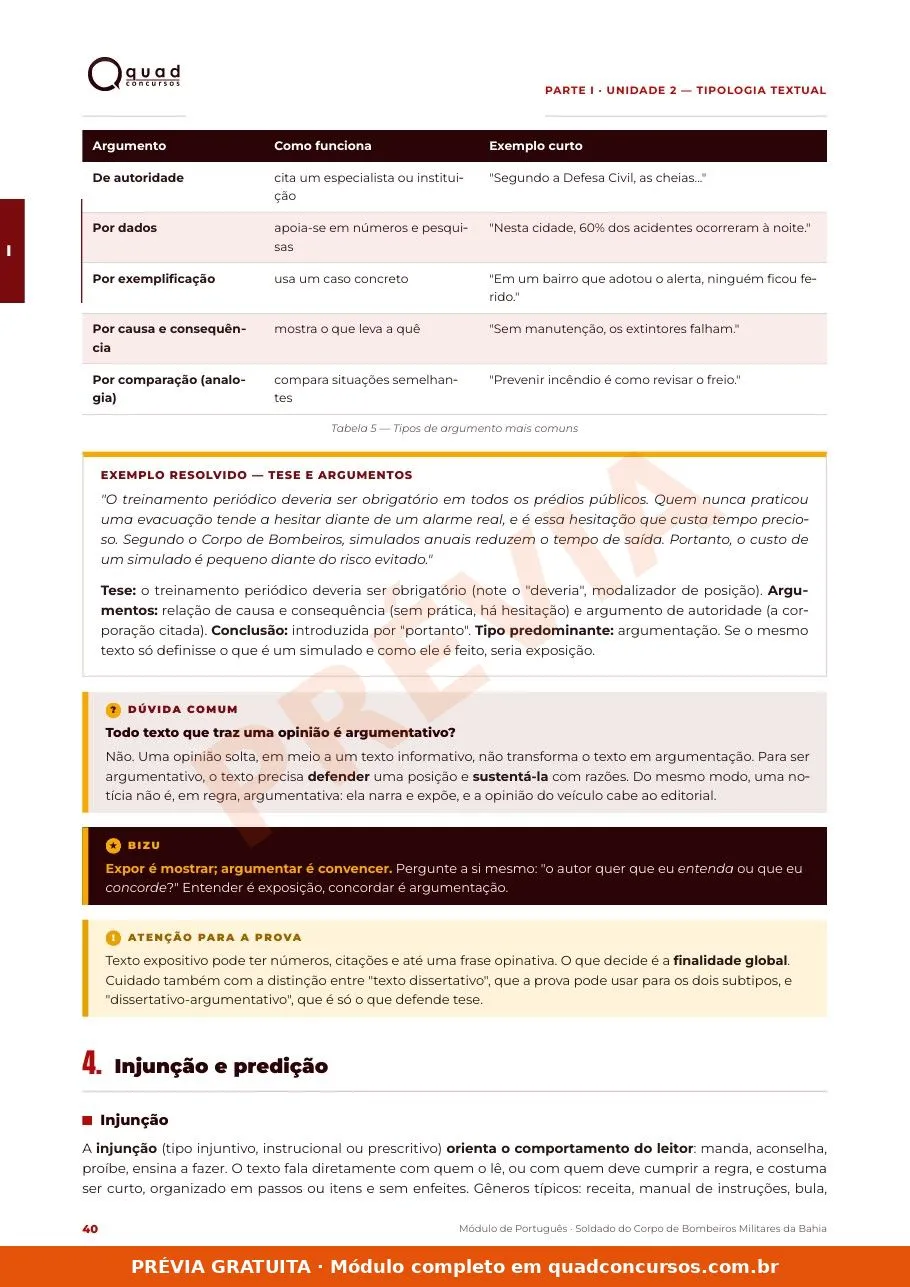 quad
concursos
PARTE I · UNIDADE 2 — TIPOLOGIA TEXTUAL
I
Argumento Como funciona Exemplo curto
De autoridade cita um especialista ou institui-
ção "Segundo a Defesa Civil, as cheias…"
Por dados apoia-se em números e pesqui-
sas "Nesta cidade, 60% dos acidentes ocorreram à noite."
Por exemplificação usa um caso concreto "Em um bairro que adotou o alerta, ninguém ficou fe-
rido."
Por causa e consequên-
cia mostra o que leva a quê "Sem manutenção, os extintores falham."
Por comparação (analo-
gia) compara situações semelhan-
tes "Prevenir incêndio é como revisar o freio."
Tabela 5 — Tipos de argumento mais comuns
EXEMPLO RESOLVIDO — TESE E ARGUMENTOS
"O treinamento periódico deveria ser obrigatório em todos os prédios públicos. Quem nunca praticou
uma evacuação tende a hesitar diante de um alarme real, e é essa hesitação que custa tempo precio-
so. Segundo o Corpo de Bombeiros, simulados anuais reduzem o tempo de saída. Portanto, o custo de
um simulado é pequeno diante do risco evitado."
Tese: o treinamento periódico deveria ser obrigatório (note o "deveria", modalizador de posição). Argu-
mentos: relação de causa e consequência (sem prática, há hesitação) e argumento de autoridade (a cor-
poração citada). Conclusão: introduzida por "portanto". Tipo predominante: argumentação. Se o mesmo
texto só definisse o que é um simulado e como ele é feito, seria exposição.
PRÉVIA
? DÚVIDA COMUM
Todo texto que traz uma opinião é argumentativo?
Não. Uma opinião solta, em meio a um texto informativo, não transforma o texto em argumentação. Para ser
argumentativo, o texto precisa defender uma posição e sustentá-la com razões. Do mesmo modo, uma no-
tícia não é, em regra, argumentativa: ela narra e expõe, e a opinião do veículo cabe ao editorial.
★ BIZU
Expor é mostrar; argumentar é convencer. Pergunte a si mesmo: "o autor quer que eu entenda ou que eu
concorde?" Entender é exposição, concordar é argumentação.
! ATENÇÃO PARA A PROVA
Texto expositivo pode ter números, citações e até uma frase opinativa. O que decide é a finalidade global.
Cuidado também com a distinção entre "texto dissertativo", que a prova pode usar para os dois subtipos, e
"dissertativo-argumentativo", que é só o que defende tese.
4. Injunção e predição
Injunção
A injunção (tipo injuntivo, instrucional ou prescritivo) orienta o comportamento do leitor: manda, aconselha,
proíbe, ensina a fazer. O texto fala diretamente com quem o lê, ou com quem deve cumprir a regra, e costuma
ser curto, organizado em passos ou itens e sem enfeites. Gêneros típicos: receita, manual de instruções, bula,
40
Módulo de Português · Soldado do Corpo de Bombeiros Militares da Bahia
PRÉVIA GRATUITA · Módulo completo em quadconcursos.com.br